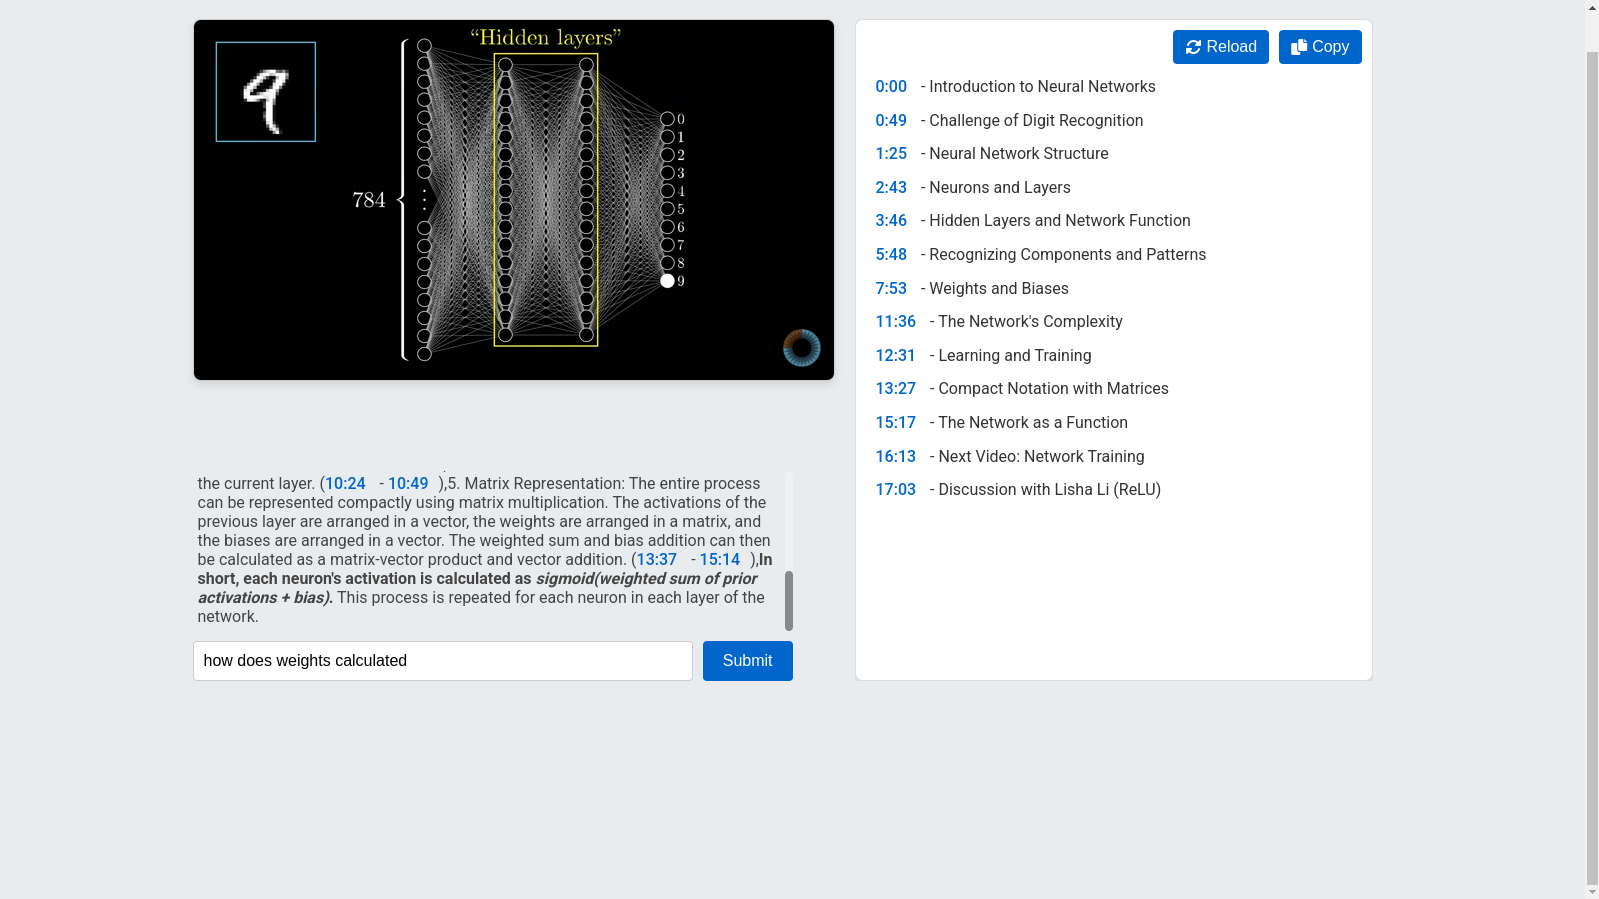 “Hidden layers”
784
0
1
2
3
4
5
6
7
8
9
the current layer. (10:24 - 10:49 ),5. Matrix Representation: The entire process
can be represented compactly using matrix multiplication. The activations of the
previous layer are arranged in a vector, the weights are arranged in a matrix, and
the biases are arranged in a vector. The weighted sum and bias addition can then
be calculated as a matrix-vector product and vector addition. (13:37 - 15:14 ),In
short, each neuron's activation is calculated as sigmoid(weighted sum of prior
activations + bias). This process is repeated for each neuron in each layer of the
network.
how does weights calculated
Submit
Reload
Copy
0:00 - Introduction to Neural Networks
0:49 - Challenge of Digit Recognition
1:25 - Neural Network Structure
2:43 - Neurons and Layers
3:46 - Hidden Layers and Network Function
5:48 - Recognizing Components and Patterns
7:53 - Weights and Biases
11:36 - The Network's Complexity
12:31 - Learning and Training
13:27 - Compact Notation with Matrices
15:17 - The Network as a Function
16:13 - Next Video: Network Training
17:03 - Discussion with Lisha Li (ReLU)